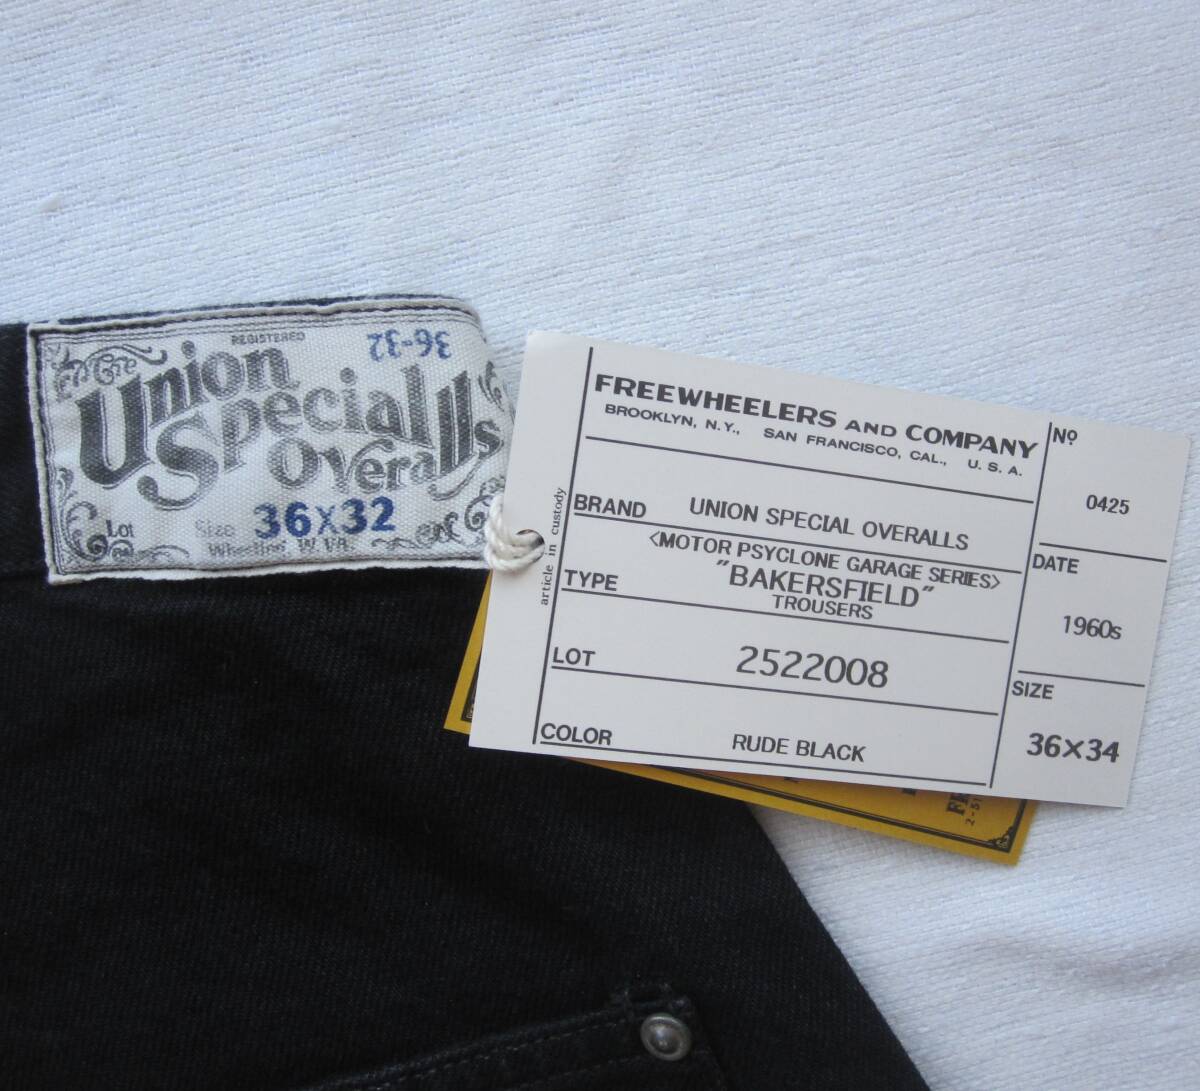 REGISTERED
36-32
The
Union
Special
Overalls
Lot
Size 36X32
Wheeling, W. VA.
article in custody
FREEWHEELERS AND COMPANY
BROOKLYN, N.Y., SAN FRANCISCO, CAL., U.S.A.
BRAND UNION SPECIAL OVERALLS
<MOTOR PSYCLONE GARAGE SERIES>
TYPE "BAKERSFIELD"
TROUSERS
LOT 2522008
COLOR RUDE BLACK
Nº
0425
DATE
1960s
SIZE
36×34